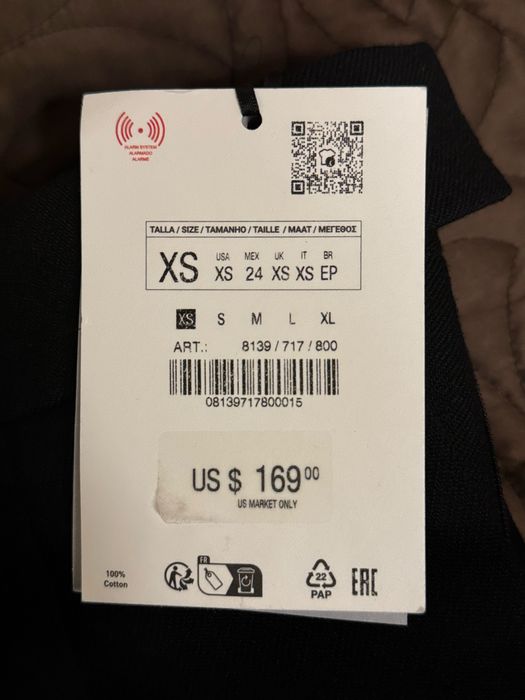 ALARM SYSTEM
ALARMADO
ALARME
TALLA / SIZE / TAMANHO / TAILLE / MAAT / ΜΕΓΕΘΟΣ
XS
USA MEX UK IT BR
XS 24 XS XS EP
XS S M L XL
ART.: 8139 / 717 / 800
08139717800015
US $ 169.00
US MARKET ONLY
100%
Cotton
FR
22
PAP
EAC